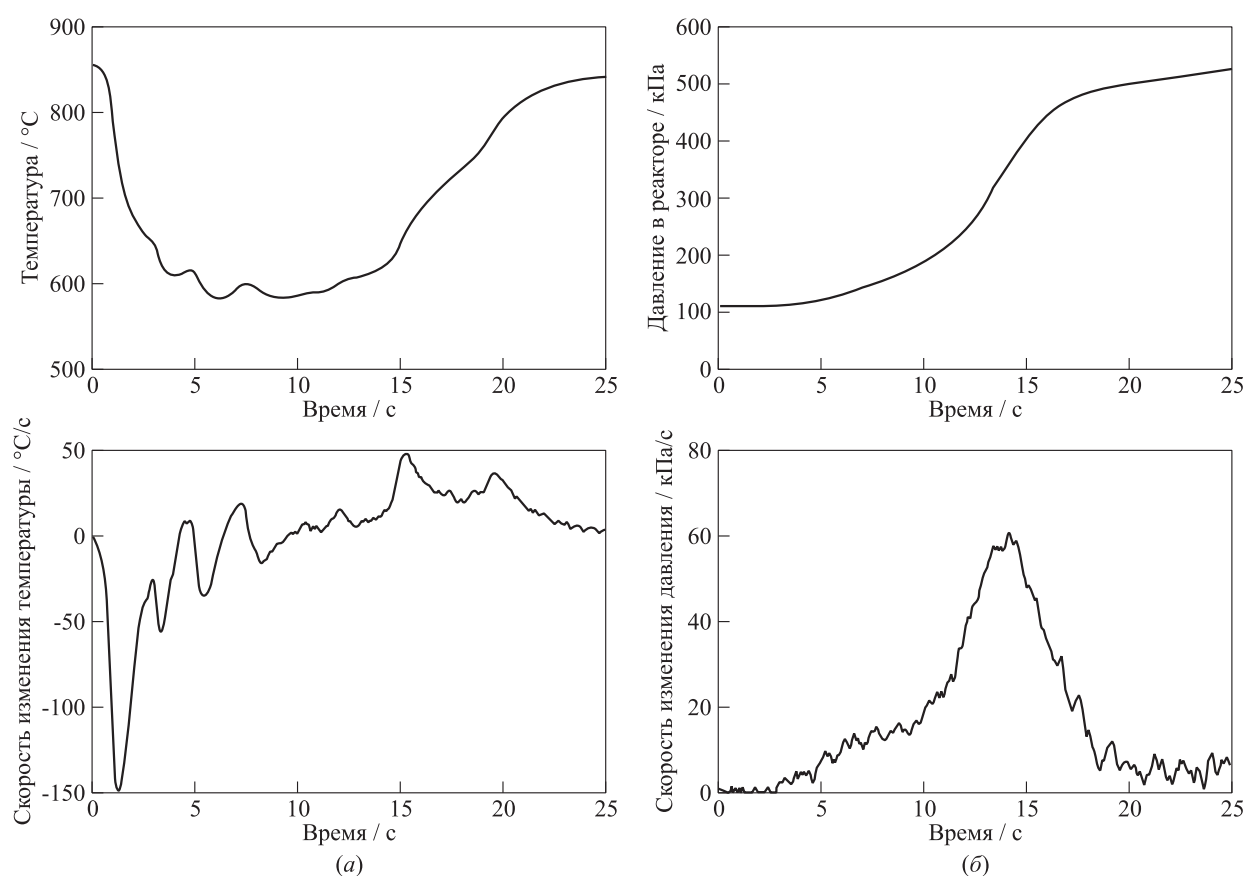 900
800
700
600
500
Температура / °C
0 5 10 15 20 25
Время / с
600
500
400
300
200
100
0
Давление в реакторе / кПа
0 5 10 15 20 25
Время / с
50
0
-50
-100
-150
Скорость изменения температуры / °C/с
0 5 10 15 20 25
Время / с
(а)
80
60
40
20
0
Скорость изменения давления / кПа/с
0 5 10 15 20 25
Время / с
(б)